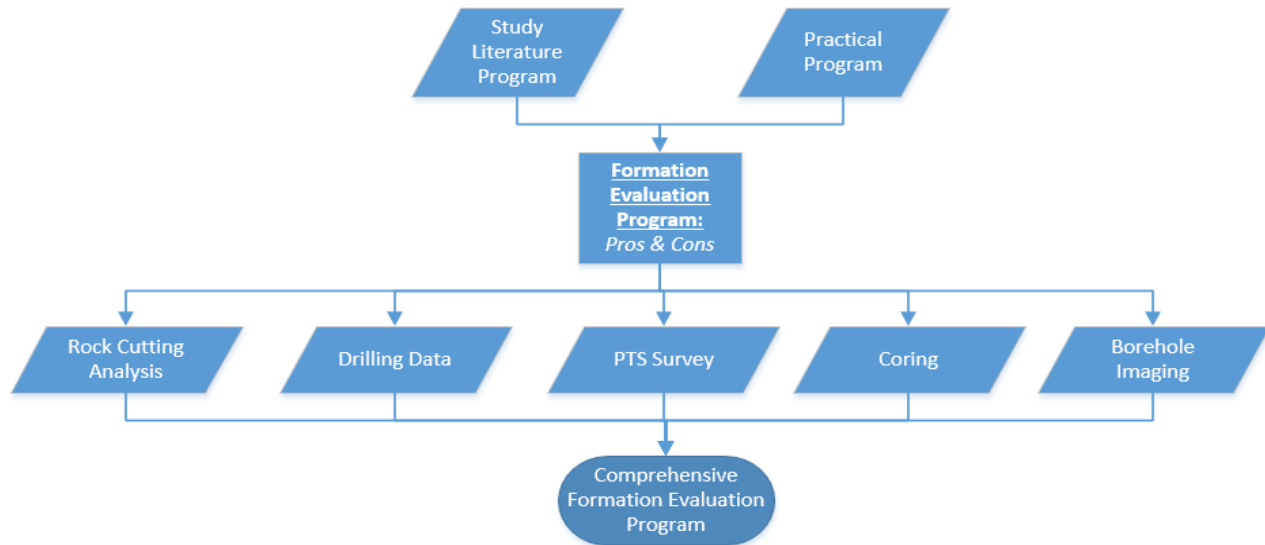 Study
Literature
Program
Practical
Program
Formation
Evaluation
Program:
Pros & Cons
Rock Cutting
Analysis
Drilling Data
PTS Survey
Coring
Borehole
Imaging
Comprehensive
Formation Evaluation
Program